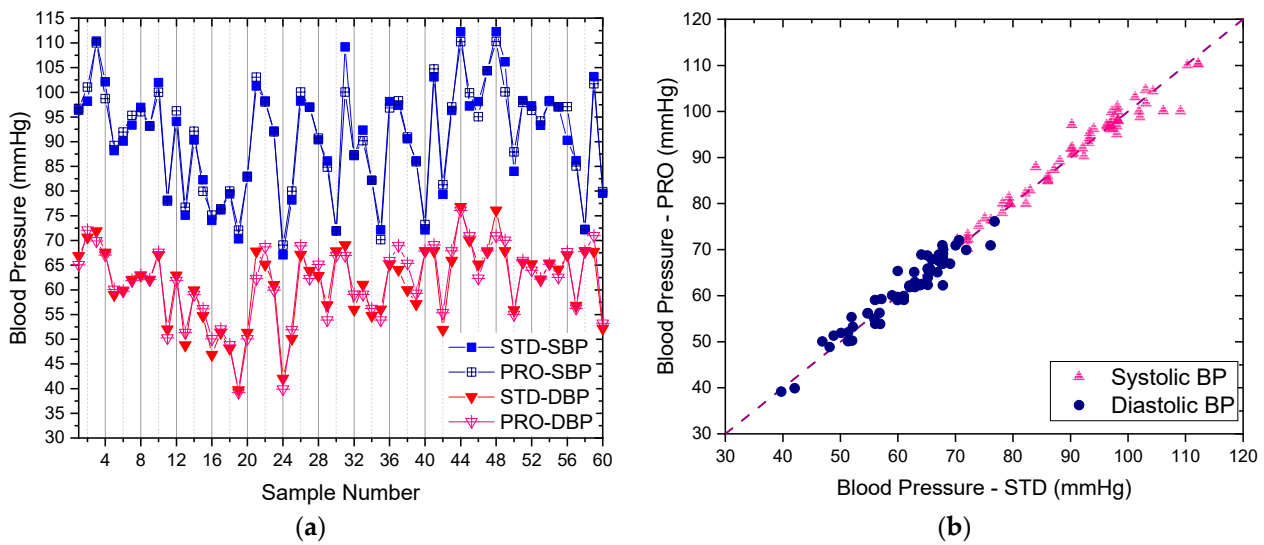 115
110
105
100
95
90
85
80
75
70
65
60
55
50
45
40
35
30
Blood Pressure (mmHg)
STD-SBP
PRO-SBP
STD-DBP
PRO-DBP
4 8 12 16 20 24 28 32 36 40 44 48 52 56 60
Sample Number
(a)
120
110
100
90
80
70
60
50
40
30
Blood Pressure - PRO (mmHg)
Systolic BP
Diastolic BP
30 40 50 60 70 80 90 100 110 120
Blood Pressure - STD (mmHg)
(b)